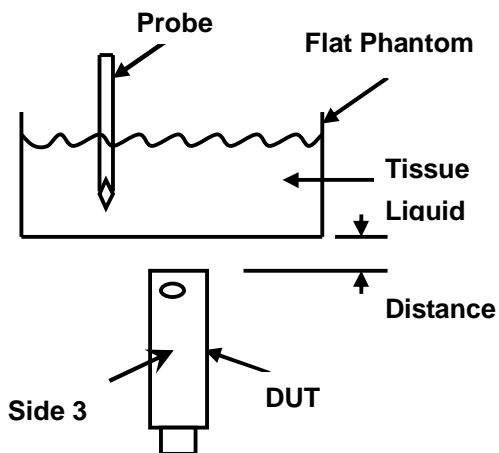 Probe
Flat Phantom
Tissue
Liquid
Distance
Side 3
DUT